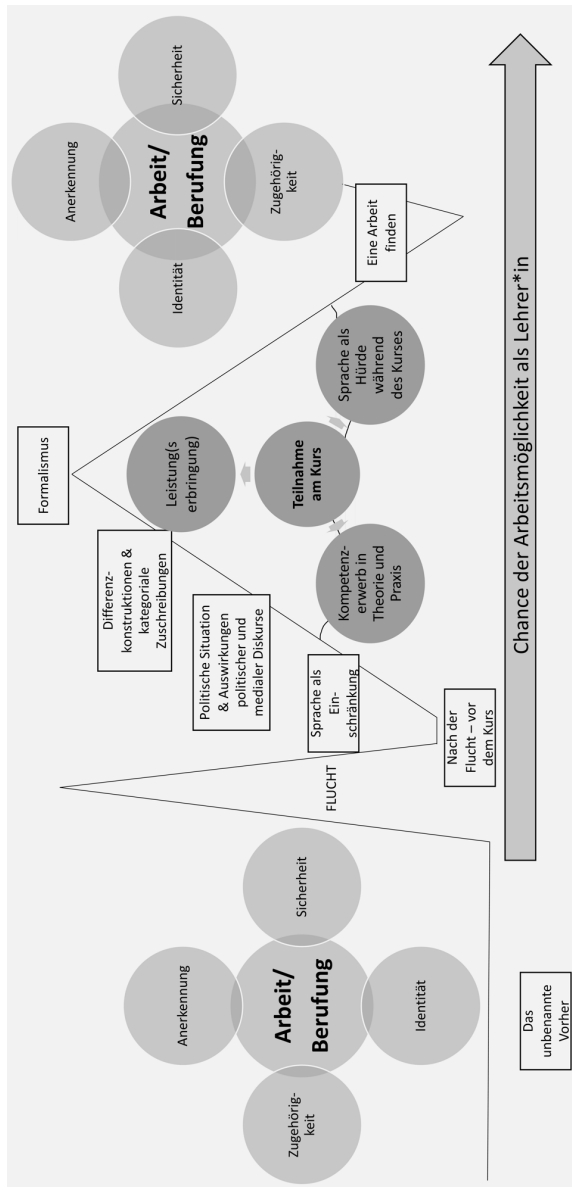 Anerkennung
Zugehörig-
keit
Arbeit/
Berufung
Sicherheit
Identität
Das
unbenannte
Vorher
FLUCHT
Nach der
Flucht – vor
dem Kurs
Sprache als
Ein-
schränkung
Politische Situation
& Auswirkungen
politischer und
medialer Diskurse
Differenz-
konstruktionen &
kategoriale
Zuschreibungen
Formalismus
Leistung(s
erbringung)
Teilnahme
am Kurs
Kompetenz-
erwerb in
Theorie und
Praxis
Sprache als
Hürde
während
des Kurses
Eine Arbeit
finden
Anerkennung
Identität
Arbeit/
Berufung
Sicherheit
Zugehörig-
keit
Chance der Arbeitsmöglichkeit als Lehrer*in